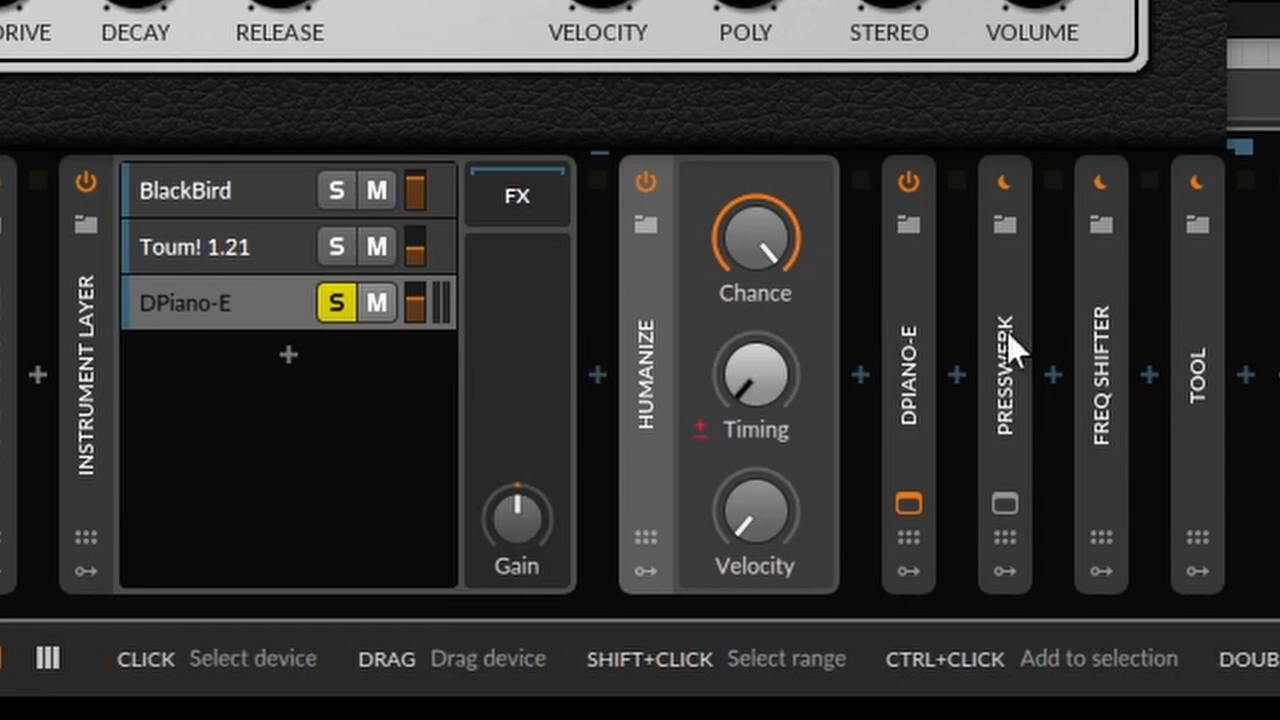 DRIVE DECAY RELEASE VELOCITY POLY STEREO VOLUME
INSTRUMENT LAYER
BlackBird S M
Toum! 1.21 S M
DPiano-E S M
FX
Gain
HUMANIZE
Chance
Timing
Velocity
DPIANO-E
PRESSWERK
FREQ SHIFTER
TOOL
CLICK Select device DRAG Drag device SHIFT+CLICK Select range CTRL+CLICK Add to selection DOUB